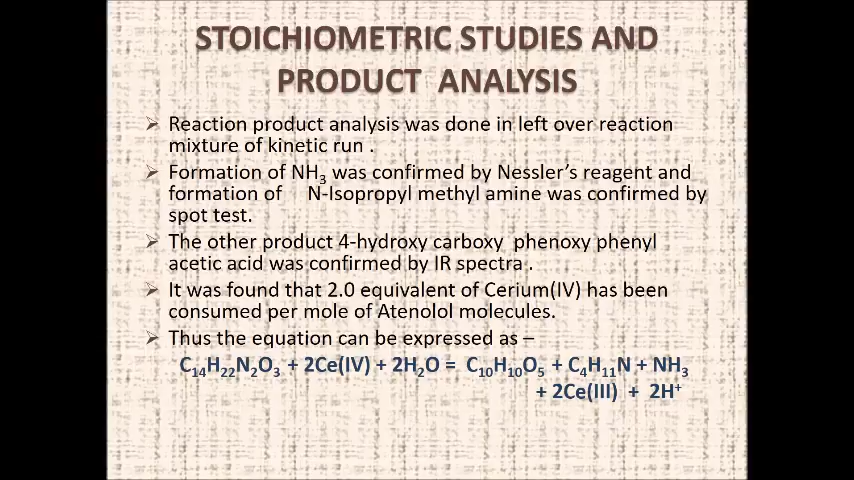 STOICHIOMETRIC STUDIES AND
PRODUCT ANALYSIS
➢ Reaction product analysis was done in left over reaction
mixture of kinetic run .
➢ Formation of NH₃ was confirmed by Nessler’s reagent and
formation of N-Isopropyl methyl amine was confirmed by
spot test.
➢ The other product 4-hydroxy carboxy phenoxy phenyl
acetic acid was confirmed by IR spectra .
➢ It was found that 2.0 equivalent of Cerium(IV) has been
consumed per mole of Atenolol molecules.
➢ Thus the equation can be expressed as –
C₁₄H₂₂N₂O₃ + 2Ce(IV) + 2H₂O = C₁₀H₁₀O₅ + C₄H₁₁N + NH₃
+ 2Ce(III) + 2H⁺